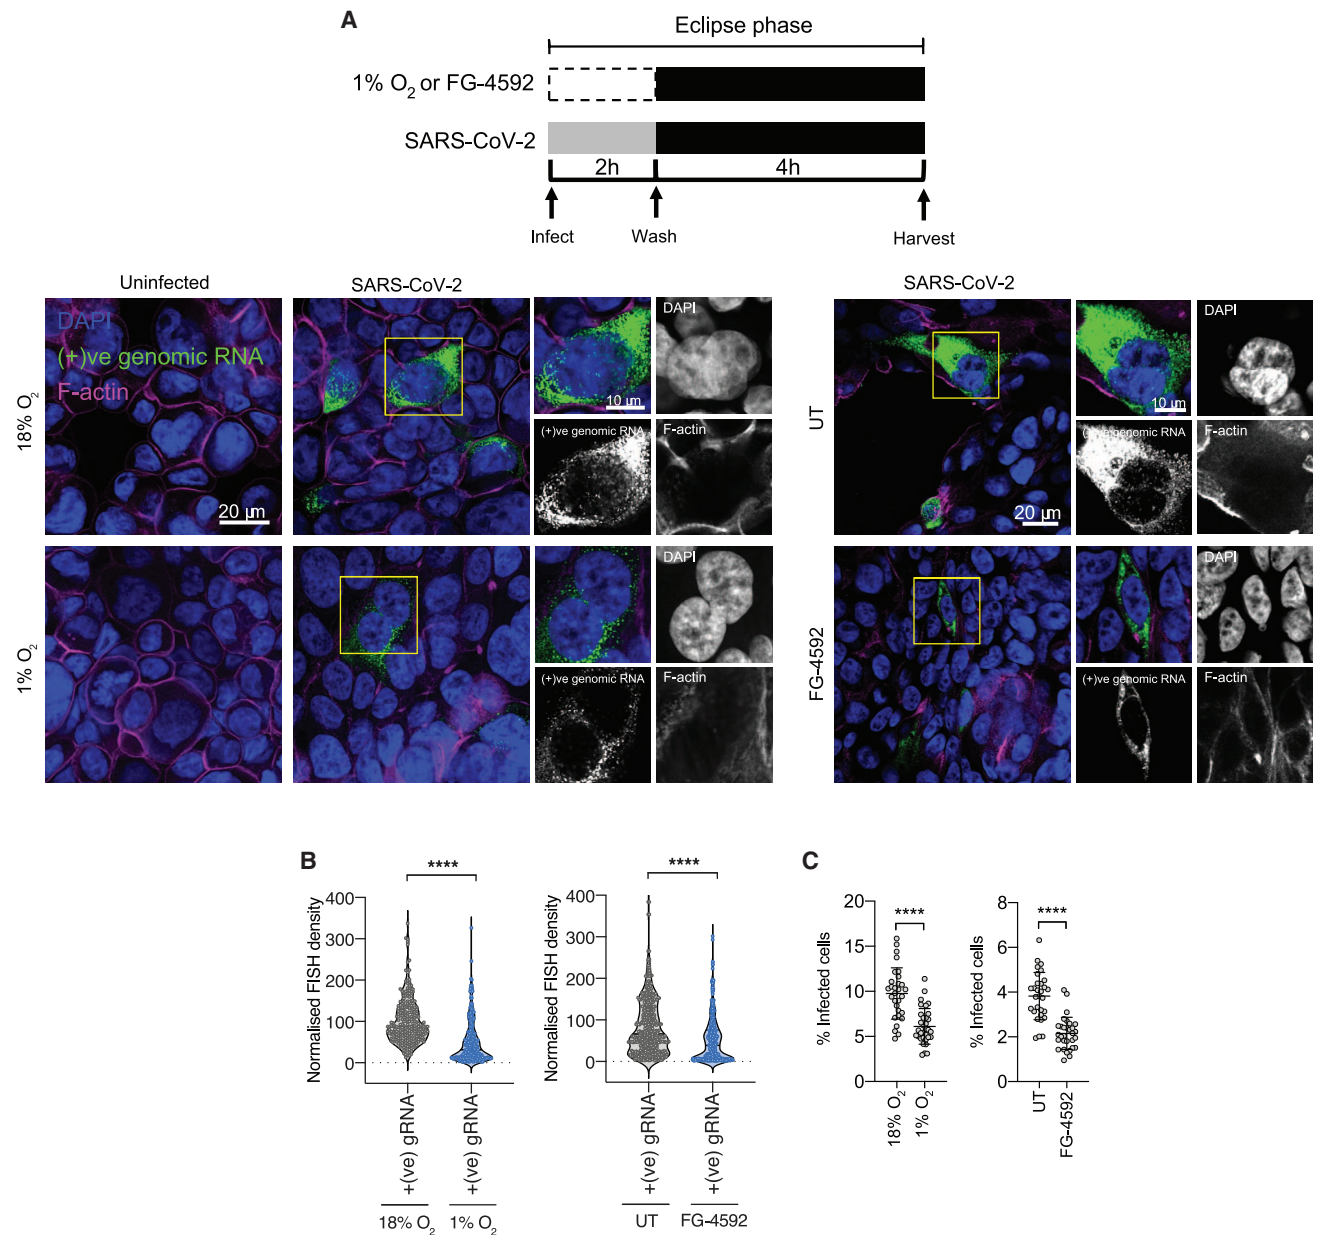 A
Eclipse phase
1% O2 or FG-4592
SARS-CoV-2
2h
4h
Infect
Wash
Harvest
Uninfected
SARS-CoV-2
SARS-CoV-2
18% O2
DAPI
(+)ve genomic RNA
F-actin
20 µm
10 µm
DAPI
(+)ve genomic RNA
F-actin
UT
20 µm
10 µm
DAPI
(+)ve genomic RNA
F-actin
1% O2
DAPI
(+)ve genomic RNA
F-actin
FG-4592
DAPI
(+)ve genomic RNA
F-actin
B
Normalised FISH density
400
300
200
100
0
****
+(ve) gRNA
+(ve) gRNA
18% O2
1% O2
Normalised FISH density
400
300
200
100
0
****
+(ve) gRNA
+(ve) gRNA
UT
FG-4592
C
% Infected cells
20
15
10
5
0
****
18% O2
1% O2
% Infected cells
8
6
4
2
0
****
UT
FG-4592